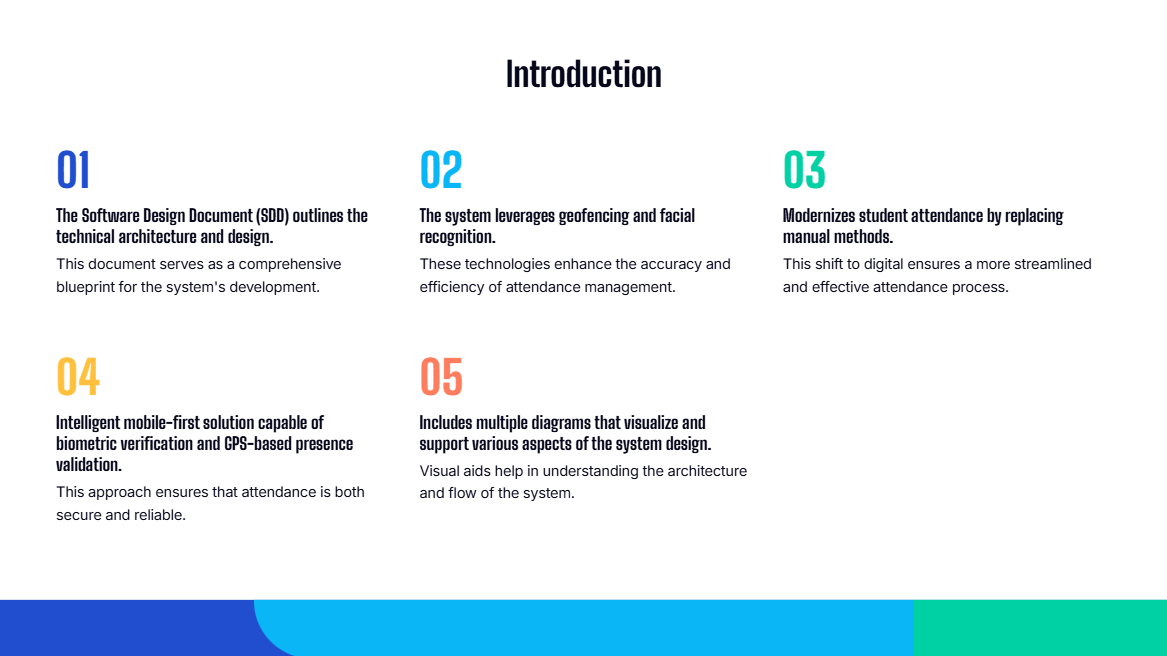 Introduction
01
The Software Design Document (SDD) outlines the
technical architecture and design.
This document serves as a comprehensive
blueprint for the system's development.
02
The system leverages geofencing and facial
recognition.
These technologies enhance the accuracy and
efficiency of attendance management.
03
Modernizes student attendance by replacing
manual methods.
This shift to digital ensures a more streamlined
and effective attendance process.
04
Intelligent mobile-first solution capable of
biometric verification and GPS-based presence
validation.
This approach ensures that attendance is both
secure and reliable.
05
Includes multiple diagrams that visualize and
support various aspects of the system design.
Visual aids help in understanding the architecture
and flow of the system.